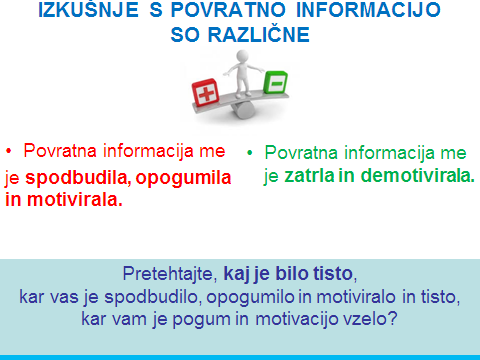 IZKUŠNJE S POVRATNO INFORMACIJO
SO RAZLIČNE
• Povratna informacija me
je spodbudila, opogumila
in motivirala.
• Povratna informacija me
je zatrla in demotivirala.
Pretehtajte, kaj je bilo tisto,
kar vas je spodbudilo, opogumilo in motiviralo in tisto,
kar vam je pogum in motivacijo vzelo?